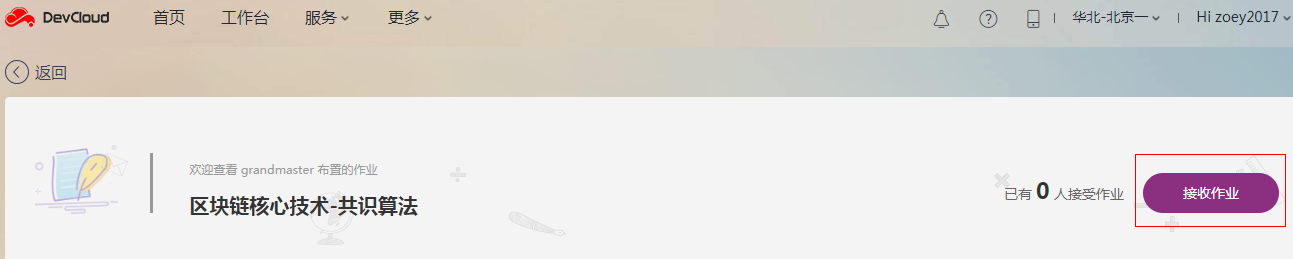 DevCloud 首页 工作台 服务 更多 华北-北京一 Hi zoey2017
返回
欢迎查看 grandmaster 布置的作业
区块链核心技术-共识算法
已有 0 人接受作业 接收作业